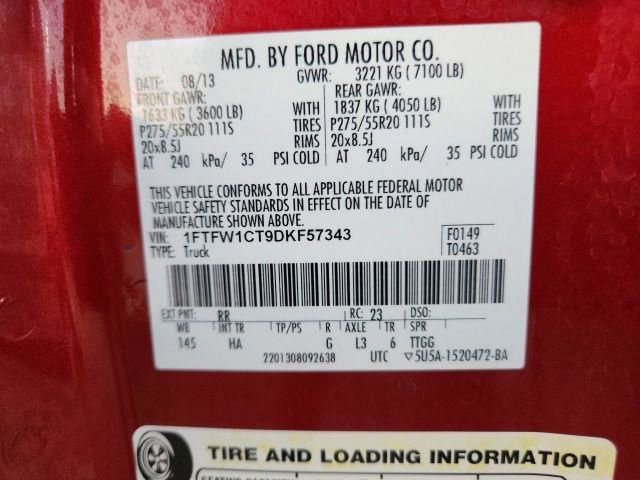 MFD. BY FORD MOTOR CO.
DATE: 08/13 GVWR: 3221 KG ( 7100 LB)
FRONT GAWR: REAR GAWR:
1633 KG ( 3600 LB) WITH 1837 KG ( 4050 LB) WITH
P275/55R20 111S TIRES P275/55R20 111S TIRES
20x8.5J RIMS 20x8.5J RIMS
AT 240 kPa/ 35 PSI COLD AT 240 kPa/ 35 PSI COLD
THIS VEHICLE CONFORMS TO ALL APPLICABLE FEDERAL MOTOR
VEHICLE SAFETY STANDARDS IN EFFECT ON THE DATE OF
MANUFACTURE SHOWN ABOVE.
VIN: 1FTFW1CT9DKF57343 F0149
TYPE: Truck T0463
EXT PNT: RR RC: 23 DSO:
WB INT TR TP/PS R AXLE TR SPR
145 HA G L3 6 TTGG
2201308092638 UTC ▽5U5A-1520472-BA
TIRE AND LOADING INFORMATION
SEATING CAPACITY